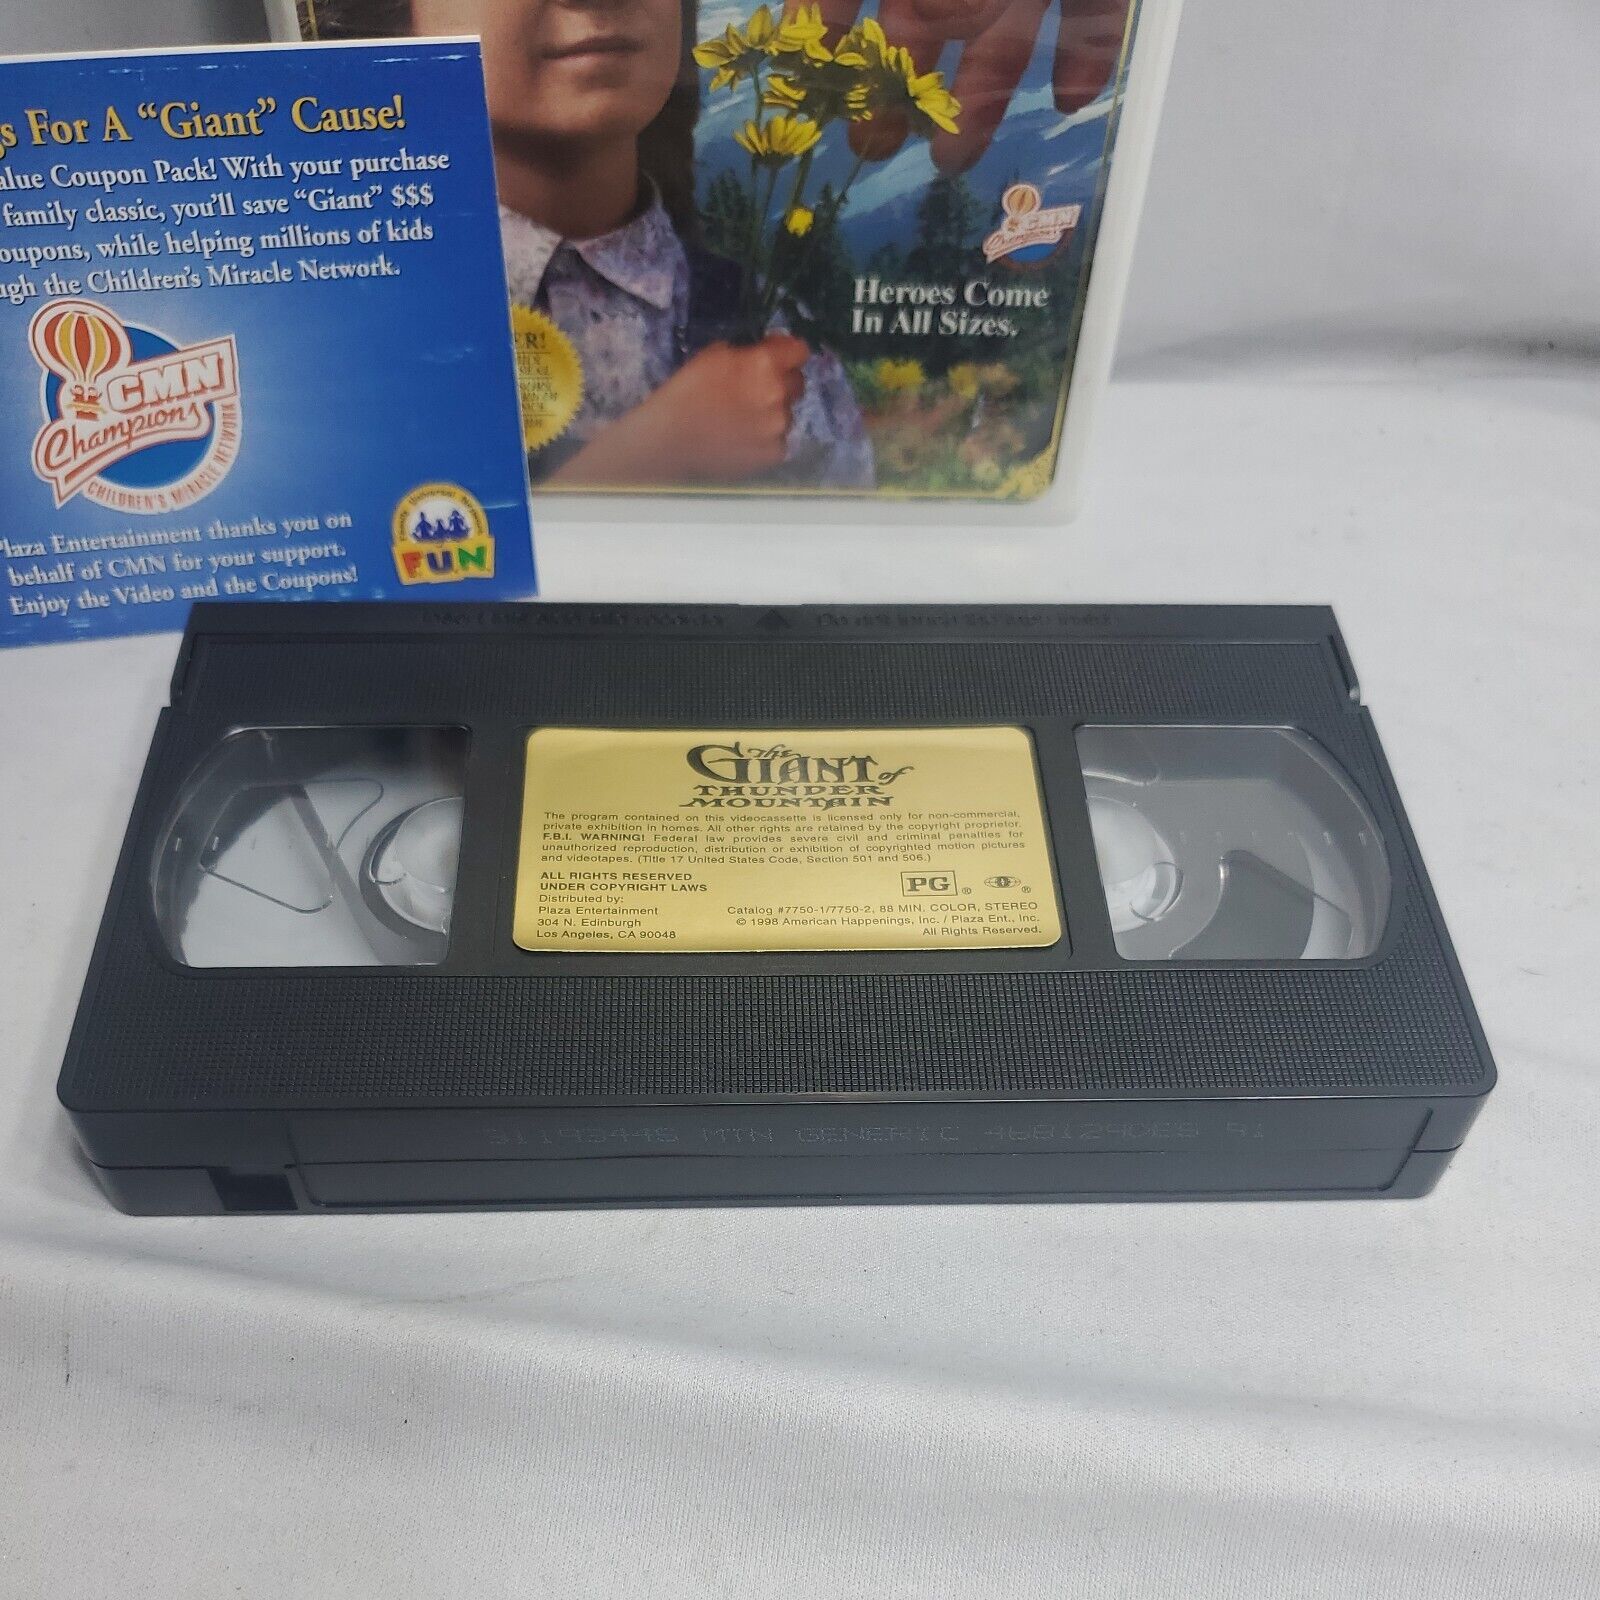 s For A "Giant" Cause!
alue Coupon Pack! With your purchase
family classic, you'll save "Giant" $$$
oupons, while helping millions of kids
ugh the Children's Miracle Network.
CMN
Champions
CHILDREN'S MIRACLE NETWORK
Plaza Entertainment thanks you on
behalf of CMN for your support.
Enjoy the Video and the Coupons!
Family Universal Network
F.U.N.
ER!
CMN
Champions
Heroes Come
In All Sizes.
The
GIANT of
THUNDER
MOUNTAIN
The program contained on this videocassette is licensed only for non-commercial,
private exhibition in homes. All other rights are retained by the copyright proprietor.
F.B.I. WARNING! Federal law provides severe civil and criminal penalties for
unauthorized reproduction, distribution or exhibition of copyrighted motion pictures
and videotapes. (Title 17 United States Code, Section 501 and 506.)
ALL RIGHTS RESERVED
UNDER COPYRIGHT LAWS
Distributed by:
Plaza Entertainment
304 N. Edinburgh
Los Angeles, CA 90048
PG ® ®
Catalog #7750-1/7750-2, 88 MIN, COLOR, STEREO
© 1998 American Happenings, Inc. / Plaza Ent., Inc.
All Rights Reserved.
MTN GENERIC